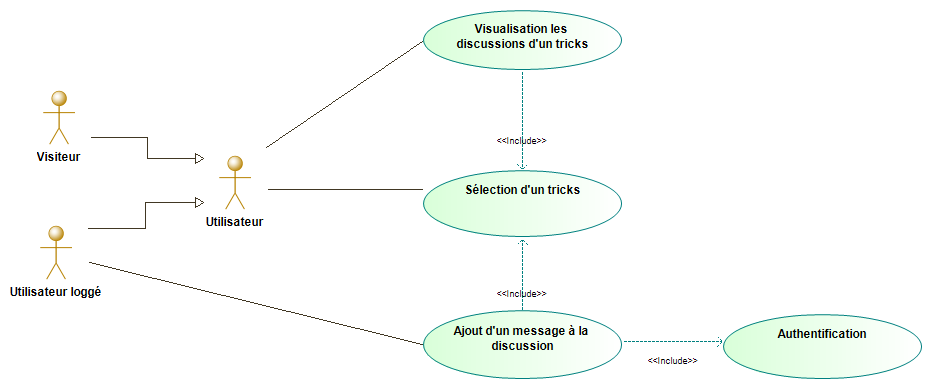 Visualisation les
discussions d'un tricks
<<Include>>
Visiteur
Sélection d'un tricks
Utilisateur
Utilisateur loggé
<<Include>>
Ajout d'un message à la
discussion
<<Include>>
Authentification